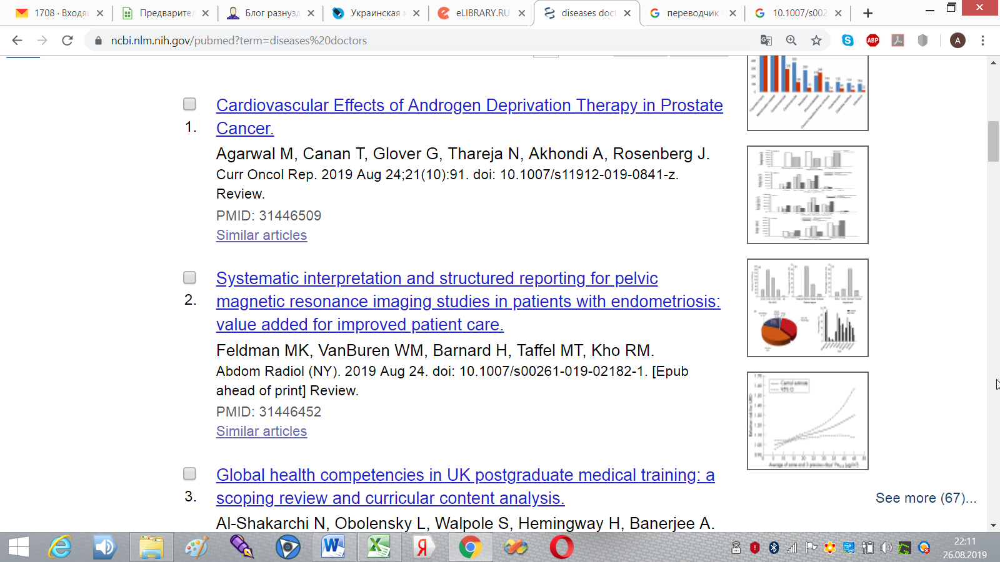 1708 · Входящ
Предварител
Блог разнузд
Украинская м
eLIBRARY.RU
diseases doct
переводчик
10.1007/s002
ncbi.nlm.nih.gov/pubmed?term=diseases%20doctors
ABP
A
Cardiovascular Effects of Androgen Deprivation Therapy in Prostate
1. Cancer.
Agarwal M, Canan T, Glover G, Thareja N, Akhondi A, Rosenberg J.
Curr Oncol Rep. 2019 Aug 24;21(10):91. doi: 10.1007/s11912-019-0841-z.
Review.
PMID: 31446509
Similar articles
Systematic interpretation and structured reporting for pelvic
2. magnetic resonance imaging studies in patients with endometriosis:
value added for improved patient care.
Feldman MK, VanBuren WM, Barnard H, Taffel MT, Kho RM.
Abdom Radiol (NY). 2019 Aug 24. doi: 10.1007/s00261-019-02182-1. [Epub
ahead of print] Review.
PMID: 31446452
Similar articles
Global health competencies in UK postgraduate medical training: a
3. scoping review and curricular content analysis.
Al-Shakarchi N, Obolensky L, Walpole S, Hemingway H, Banerjee A.
See more (67)...
22:11
26.08.2019